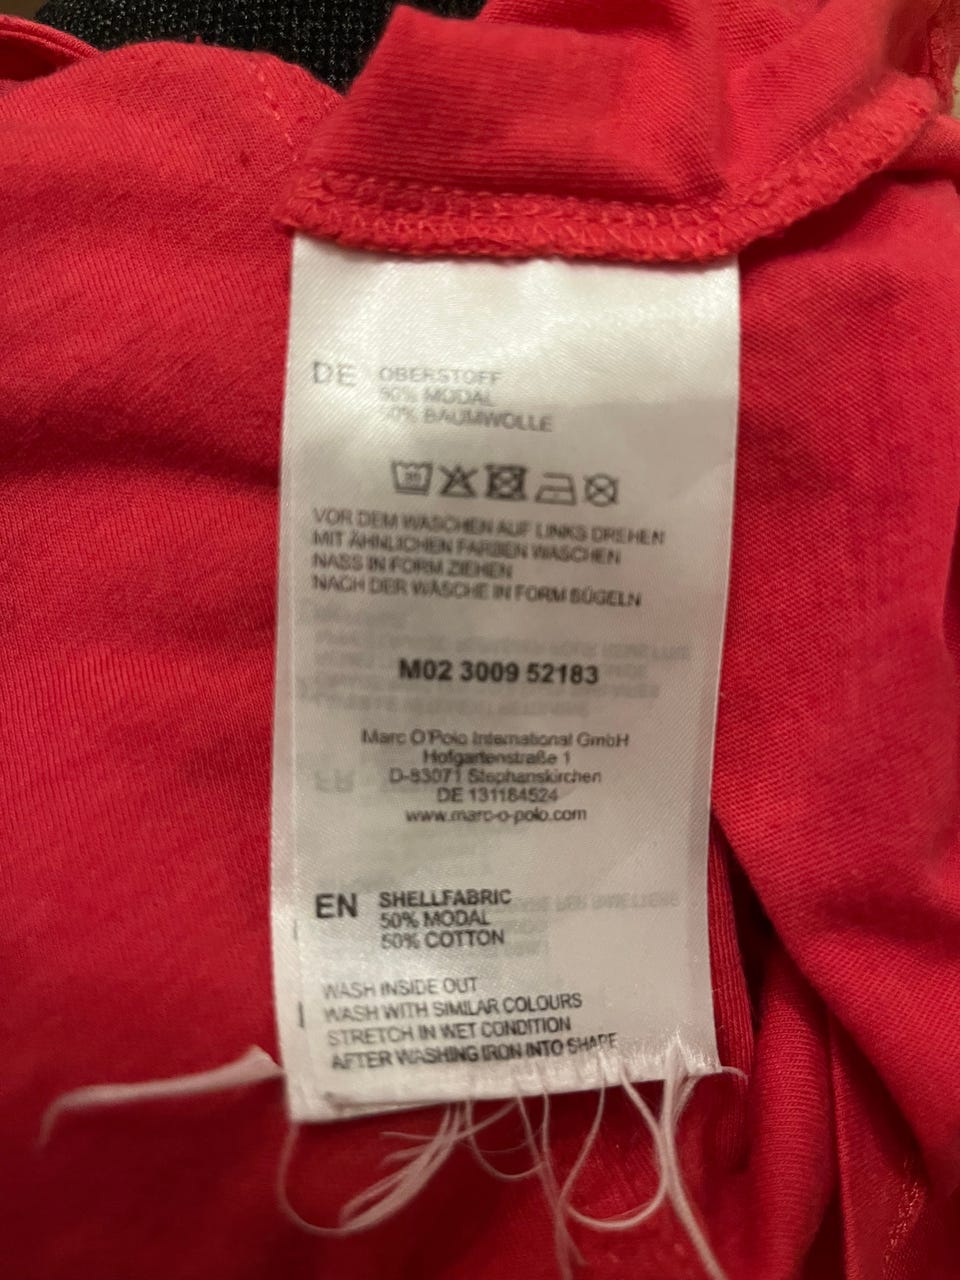 DE OBERSTOFF
50% MODAL
50% BAUMWOLLE
30
VOR DEM WASCHEN AUF LINKS DREHEN
MIT ÄHNLICHEN FARBEN WASCHEN
NASS IN FORM ZIEHEN
NACH DER WÄSCHE IN FORM BÜGELN
M02 3009 52183
Marc O'Polo International GmbH
Hofgartenstraße 1
D-83071 Stephanskirchen
DE 131184524
www.marc-o-polo.com
EN SHELLFABRIC
50% MODAL
50% COTTON
WASH INSIDE OUT
WASH WITH SIMILAR COLOURS
STRETCH IN WET CONDITION
AFTER WASHING IRON INTO SHAPE